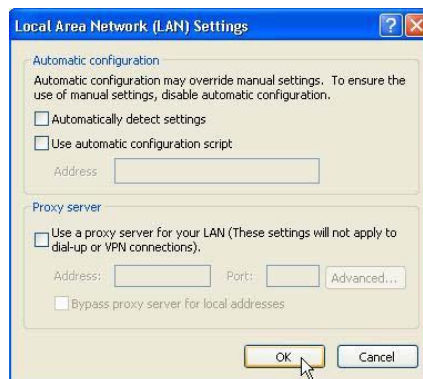 Local Area Network (LAN) Settings
Automatic configuration
Automatic configuration may override manual settings. To ensure the
use of manual settings, disable automatic configuration.
Automatically detect settings
Use automatic configuration script
Address
Proxy server
Use a proxy server for your LAN (These settings will not apply to
dial-up or VPN connections).
Address:
Port:
Advanced...
Bypass proxy server for local addresses
OK
Cancel